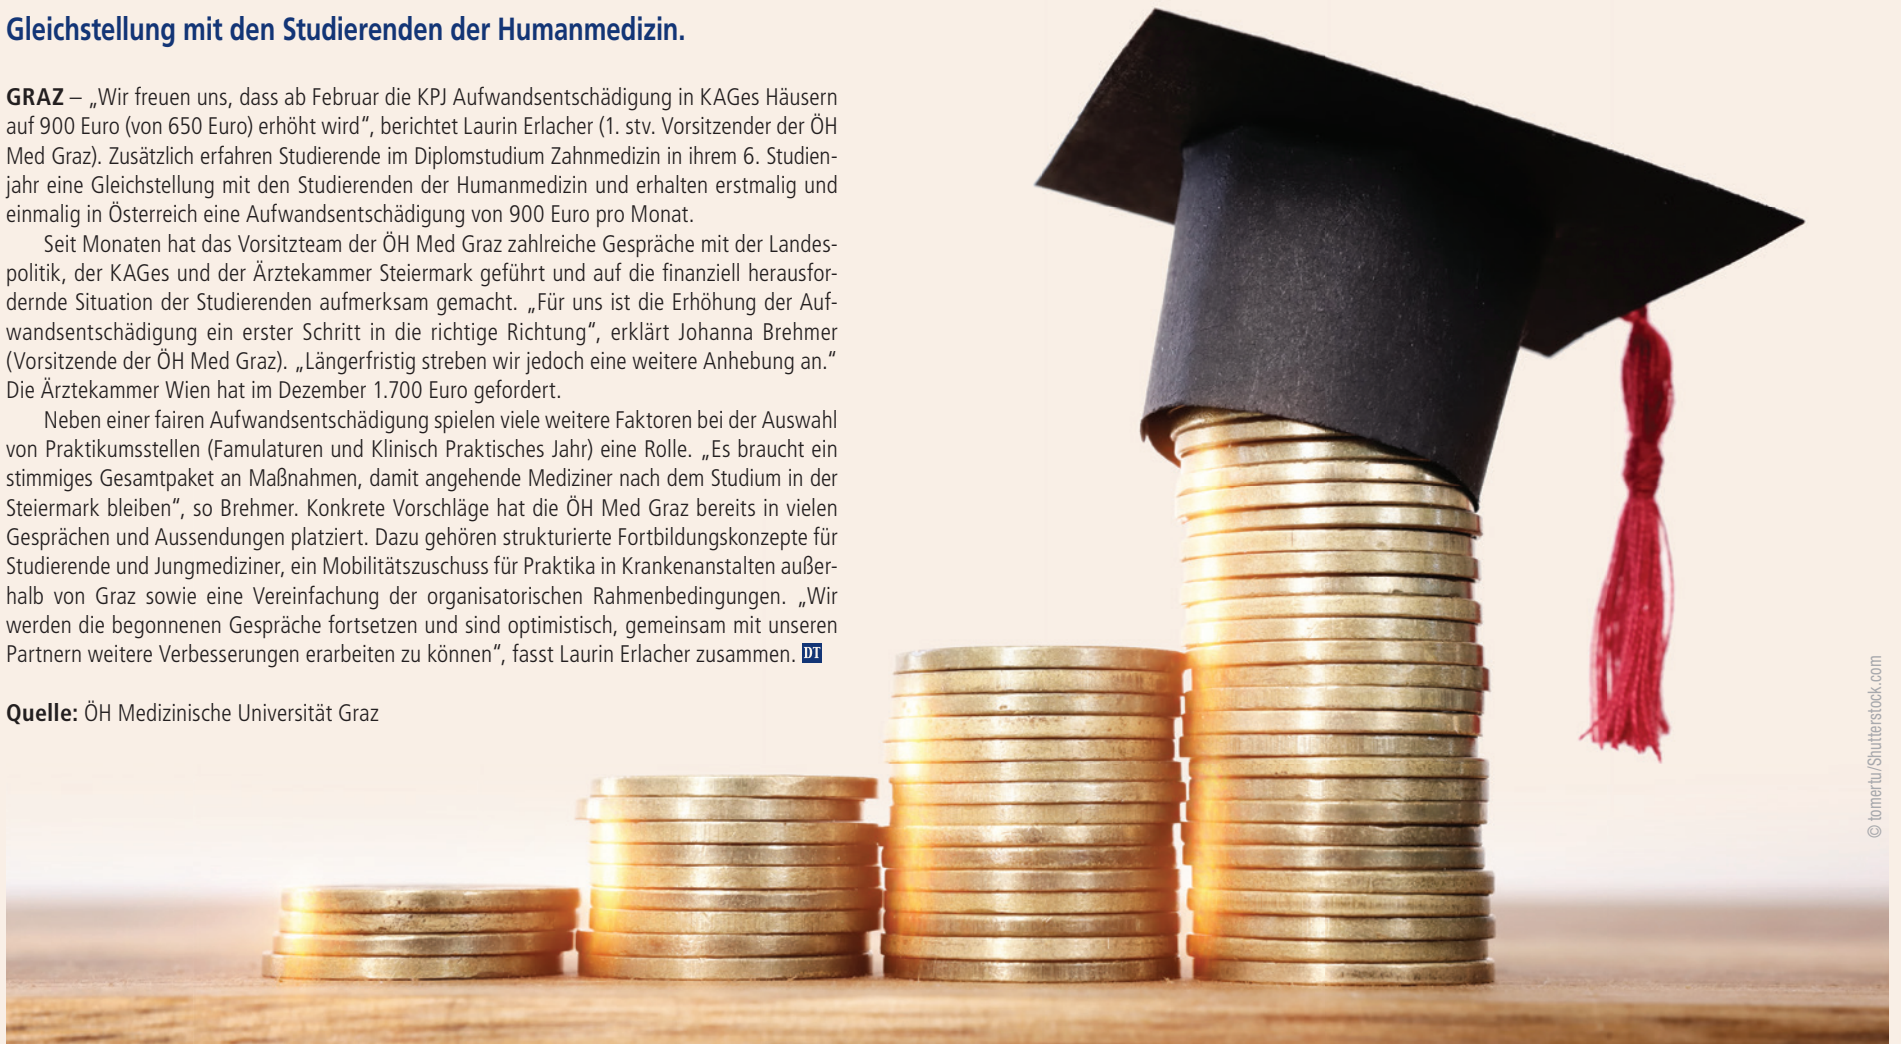 Gleichstellung mit den Studierenden der Humanmedizin.
GRAZ – „Wir freuen uns, dass ab Februar die KPJ Aufwandsentschädigung in KAGes Häusern
auf 900 Euro (von 650 Euro) erhöht wird“, berichtet Laurin Erlacher (1. stv. Vorsitzender der ÖH
Med Graz). Zusätzlich erfahren Studierende im Diplomstudium Zahnmedizin in ihrem 6. Studien-
jahr eine Gleichstellung mit den Studierenden der Humanmedizin und erhalten erstmalig und
einmalig in Österreich eine Aufwandsentschädigung von 900 Euro pro Monat.
Seit Monaten hat das Vorsitzteam der ÖH Med Graz zahlreiche Gespräche mit der Landes-
politik, der KAGes und der Ärztekammer Steiermark geführt und auf die finanziell herausfor-
dernde Situation der Studierenden aufmerksam gemacht. „Für uns ist die Erhöhung der Auf-
wandsentschädigung ein erster Schritt in die richtige Richtung“, erklärt Johanna Brehmer
(Vorsitzende der ÖH Med Graz). „Längerfristig streben wir jedoch eine weitere Anhebung an.“
Die Ärztekammer Wien hat im Dezember 1.700 Euro gefordert.
Neben einer fairen Aufwandsentschädigung spielen viele weitere Faktoren bei der Auswahl
von Praktikumsstellen (Famulaturen und Klinisch Praktisches Jahr) eine Rolle. „Es braucht ein
stimmiges Gesamtpaket an Maßnahmen, damit angehende Mediziner nach dem Studium in der
Steiermark bleiben“, so Brehmer. Konkrete Vorschläge hat die ÖH Med Graz bereits in vielen
Gesprächen und Aussendungen platziert. Dazu gehören strukturierte Fortbildungskonzepte für
Studierende und Jungmediziner, ein Mobilitätszuschuss für Praktika in Krankenanstalten außer-
halb von Graz sowie eine Vereinfachung der organisatorischen Rahmenbedingungen. „Wir
werden die begonnenen Gespräche fortsetzen und sind optimistisch, gemeinsam mit unseren
Partnern weitere Verbesserungen erarbeiten zu können“, fasst Laurin Erlacher zusammen. DT
Quelle: ÖH Medizinische Universität Graz
© tomertu/Shutterstock.com